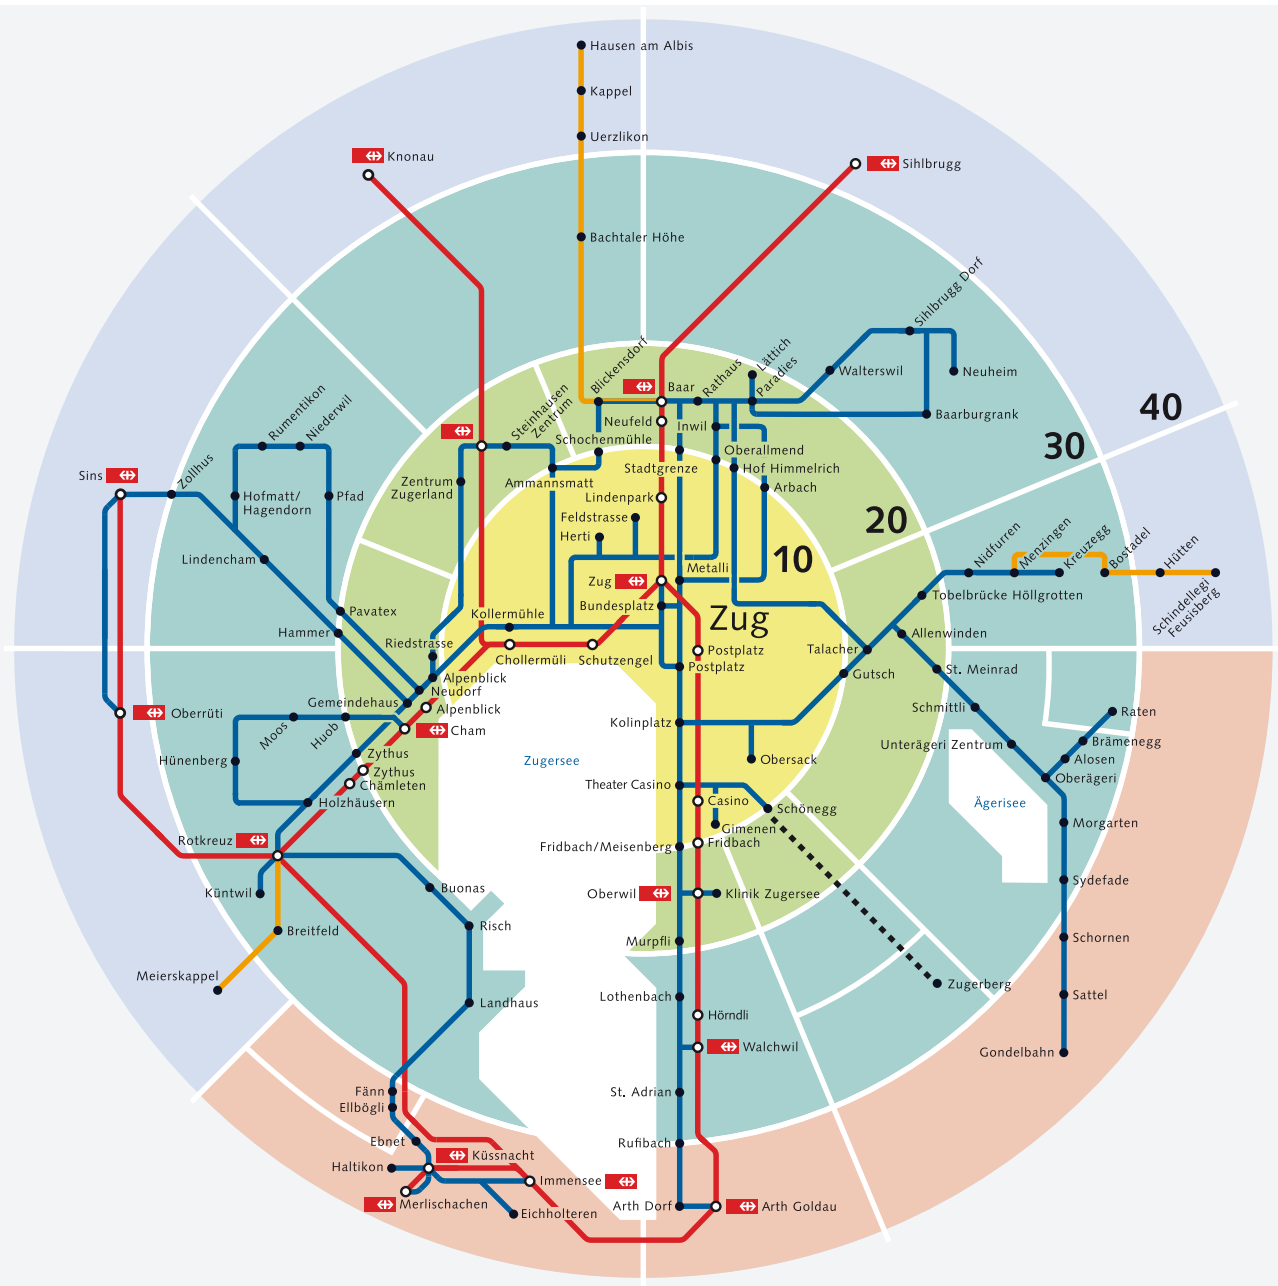 Hausen am Albis
Kappel
Uerzlikon
Knonau
Sihlbrugg
Bachtaler Höhe
Sihlbrugg Dorf
Blickensdorf
Rathaus
Lättich
Paradies
Walterswil
Neuheim
Baar
Baarburgrank
40
30
20
10
Rumentikon
Niederwil
Steinhausen
Zentrum
Neufeld
Inwil
Schochenmühle
Oberallmend
Stadtgrenze
Hof Himmelrich
Sins
Zollhus
Zentrum
Zugerland
Ammannsmatt
Arbach
Hofmatt/
Hagendorn
Pfad
Lindenpark
Feldstrasse
Herti
Nidfurren
Menzingen
Kreuzegg
Bostadel
Hütten
Schindellegi
Feusisberg
Lindencham
Metalli
Zug
Tobelbrücke Höllgrotten
Pavatex
Kollermühle
Bundesplatz
Zug
Hammer
Riedstrasse
Allenwinden
Talacher
Postplatz
Chollermüli
Schutzengel
Postplatz
St. Meinrad
Gutsch
Alpenblick
Neudorf
Gemeindehaus
Alpenblick
Schmittli
Raten
Oberrüti
Moos
Huob
Cham
Kolinplatz
Brämenegg
Unterägeri Zentrum
Zythus
Hünenberg
Zugersee
Obersack
Alosen
Zythus
Oberägeri
Chämleten
Theater Casino
Holzhäusern
Casino
Schönegg
Ägerisee
Gimenen
Morgarten
Rotkreuz
Fridbach/Meisenberg
Fridbach
Küntwil
Buonas
Oberwil
Klinik Zugersee
Sydefade
Breitfeld
Risch
Murpfli
Schornen
Meierskappel
Zugerberg
Landhaus
Lothenbach
Sattel
Hörndli
Walchwil
Gondelbahn
Fänn
Ellbögli
St. Adrian
Ebnet
Rufibach
Küssnacht
Haltikon
Immensee
Merlischachen
Eichholteren
Arth Dorf
Arth Goldau